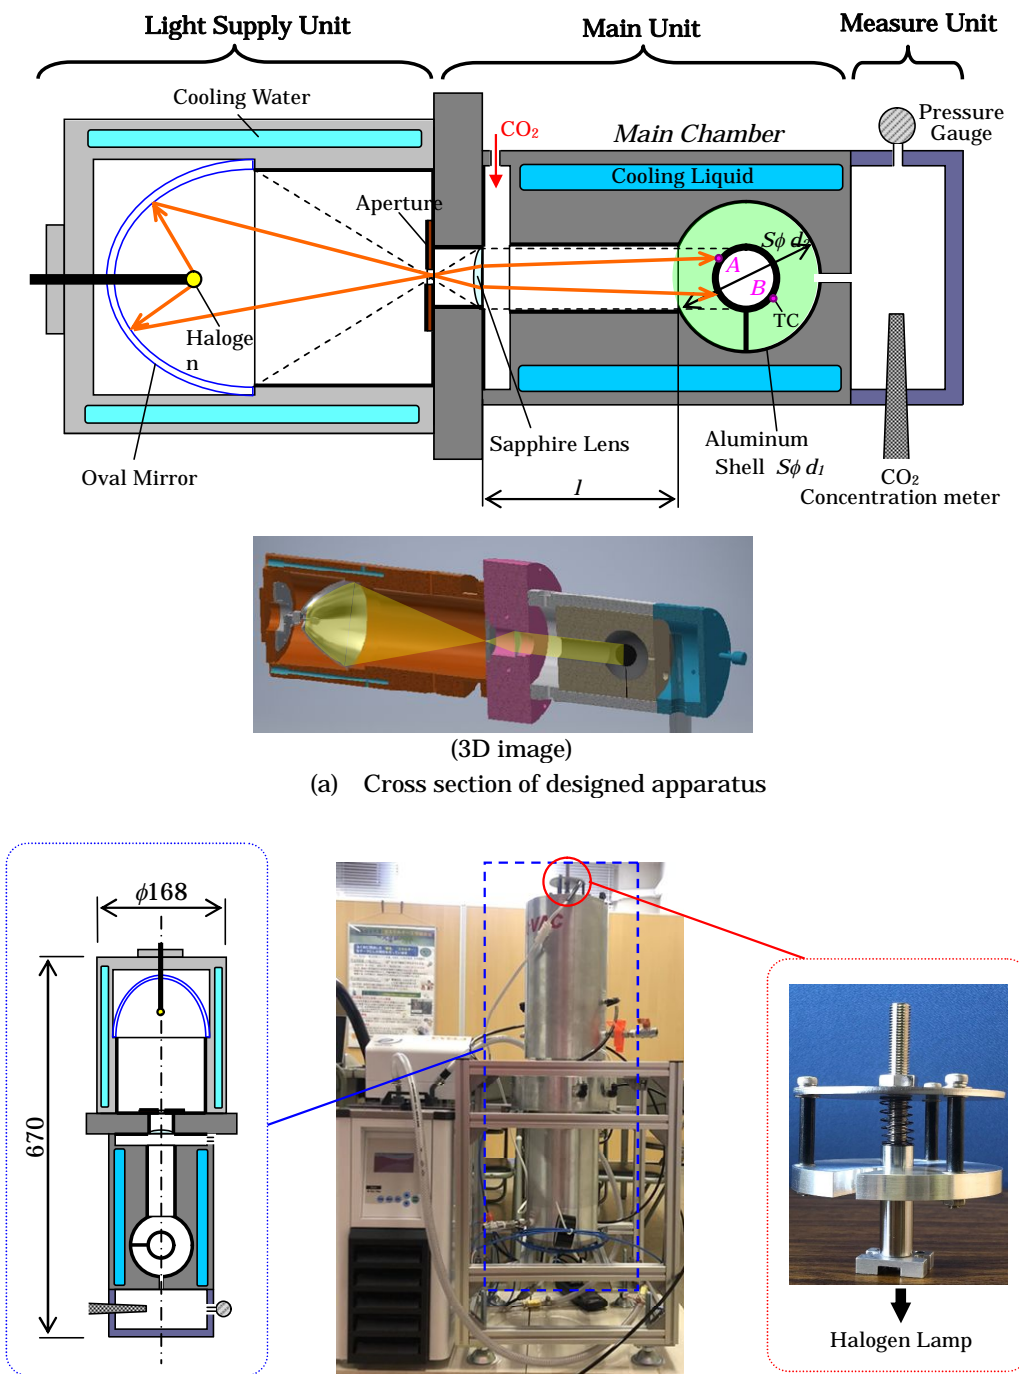 Light Supply Unit
Main Unit
Measure Unit
Cooling Water
CO₂
Main Chamber
Pressure
Gauge
Cooling Liquid
Aperture
Sϕ d₂
A
B
TC
Haloge
n
Sapphire Lens
Oval Mirror
Aluminum
Shell Sϕ d₁
l
CO₂
Concentration meter
(3D image)
(a) Cross section of designed apparatus
ϕ168
670
Halogen Lamp